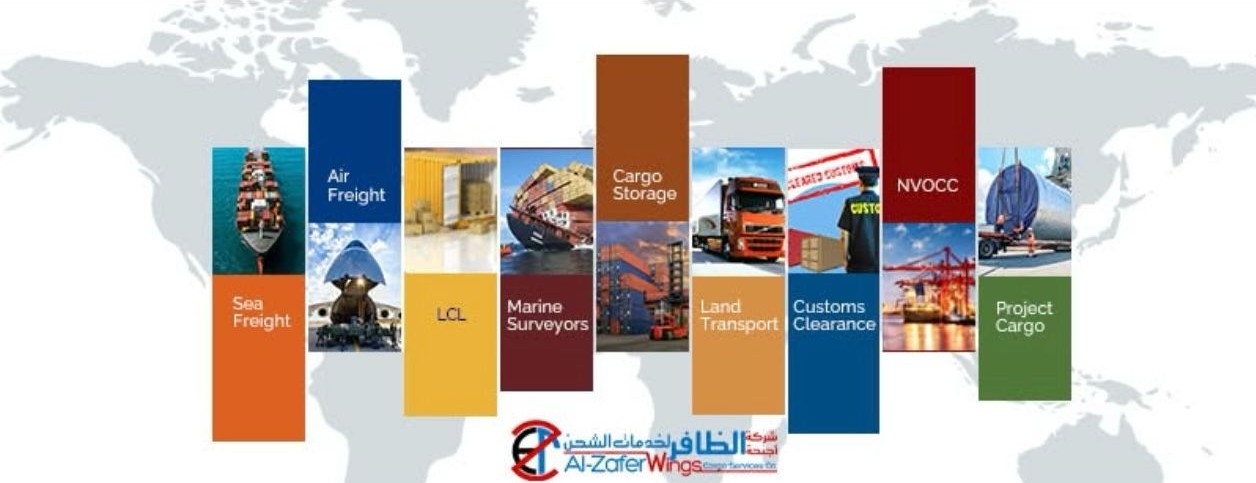 Sea
Freight
Air
Freight
LCL
Marine
Surveyors
Cargo
Storage
Land
Transport
CLEARED CUSTOMS
CUSTO
Customs
Clearance
NVOCC
Project
Cargo
شركة
أجنحة
الظافر
لخدمات الشحن
Al-ZaferWings Cargo Services Co